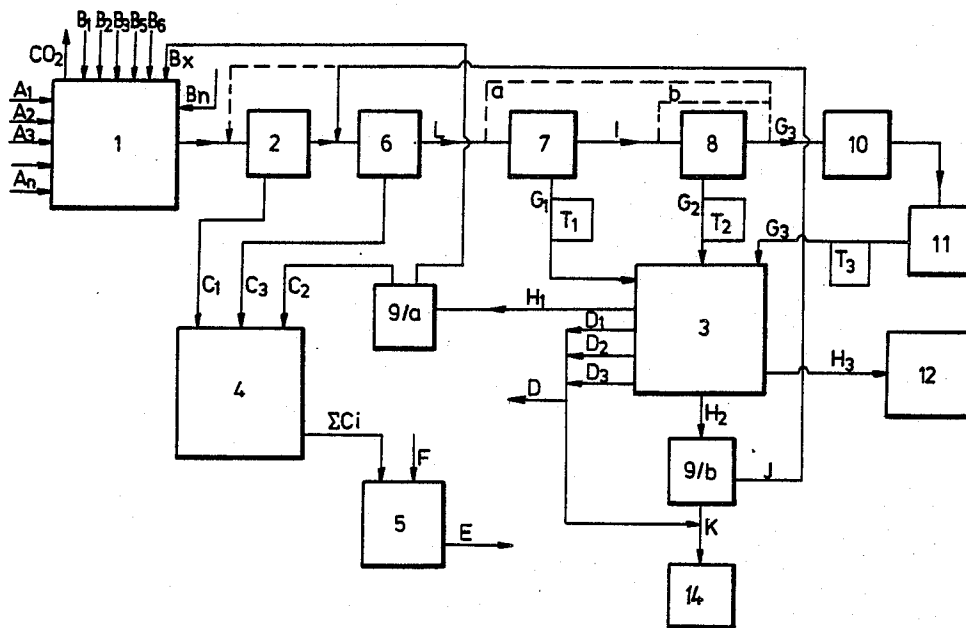 B1 B2 B3 B5 B6
CO2
Bx
Bn
A1
A2
A3
An
1
2
6
L
a
7
I
b
8
G3
10
G1
T1
G2
T2
G3
T3
11
C1
C3
C2
9/a
H1
3
D1
D2
D3
D
H3
12
4
ΣCi
F
5
E
H2
9/b
J
K
14